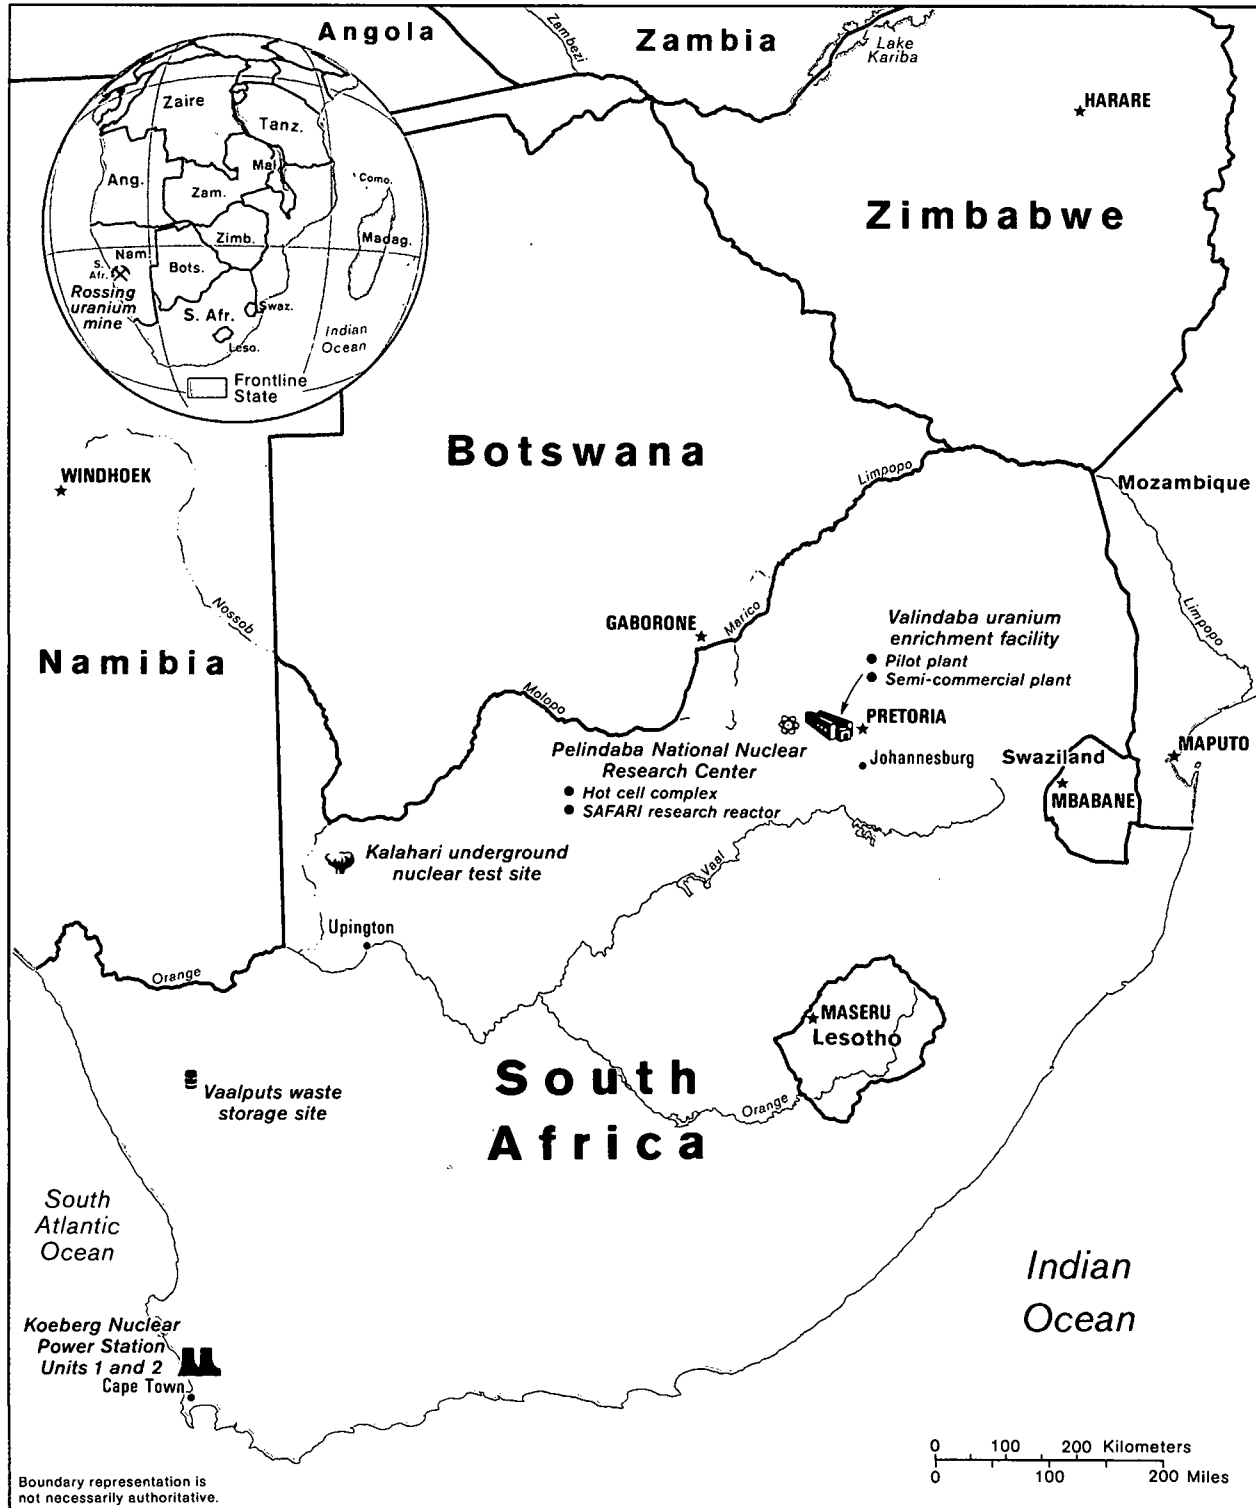 Angola
Zambezi
Zambia
Lake
Kariba
HARARE
Zimbabwe
Zaire
Tanz.
Ang.
Mal.
Zam.
Como.
Zimb.
Madag.
Nam.
S.
Afr.
Bots.
Rossing
uranium
mine
S. Afr.
Swaz.
Leso.
Indian
Ocean
Frontline
State
Botswana
WINDHOEK
Limpopo
Mozambique
Nossob
GABORONE
Marico
Valindaba uranium
enrichment facility
● Pilot plant
● Semi-commercial plant
Limpopo
Namibia
Molopo
PRETORIA
Pelindaba National Nuclear
Research Center
● Hot cell complex
● SAFARI research reactor
Johannesburg
Swaziland
MAPUTO
MBABANE
Kalahari underground
nuclear test site
Vaal
Upington
Orange
MASERU
Lesotho
South
Africa
Orange
Vaalputs waste
storage site
South
Atlantic
Ocean
Indian
Ocean
Koeberg Nuclear
Power Station
Units 1 and 2
Cape Town
0 100 200 Kilometers
0 100 200 Miles
Boundary representation is
not necessarily authoritative.